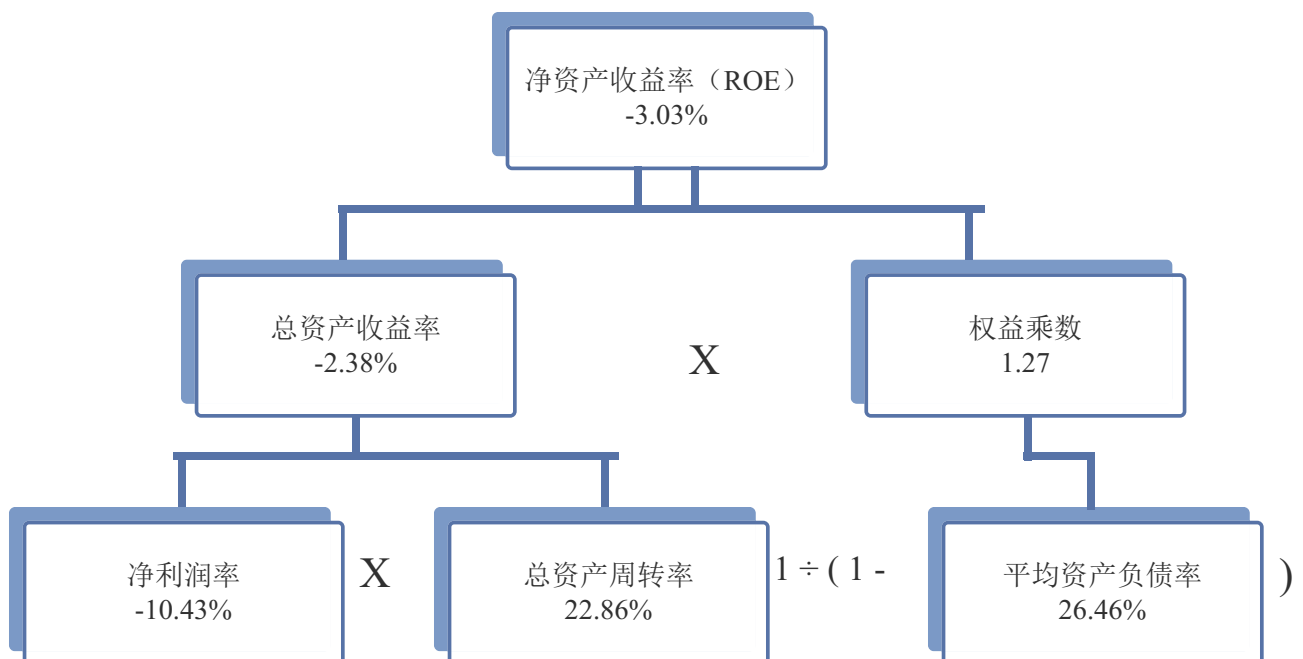 净资产收益率（ROE）
-3.03%
总资产收益率
-2.38%
X
权益乘数
1.27
净利润率
-10.43%
X
总资产周转率
22.86%
1 ÷ ( 1 -
平均资产负债率
26.46%
)